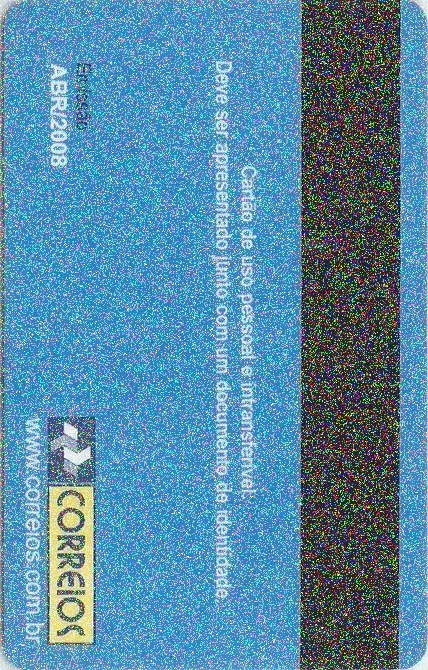 Cartão de uso pessoal e intransferível.
Deve ser apresentado junto com um documento de identidade.
Emissão
ABR/2008
CORREIOS
www.correios.com.br